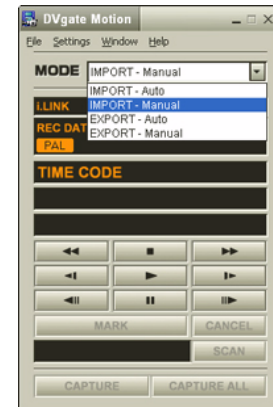 DVgate Motion
File Settings Window Help
MODE IMPORT - Manual
IMPORT - Auto
i.LINK IMPORT - Manual
EXPORT - Auto
REC DAT EXPORT - Manual
PAL
TIME CODE
MARK CANCEL
SCAN
CAPTURE CAPTURE ALL